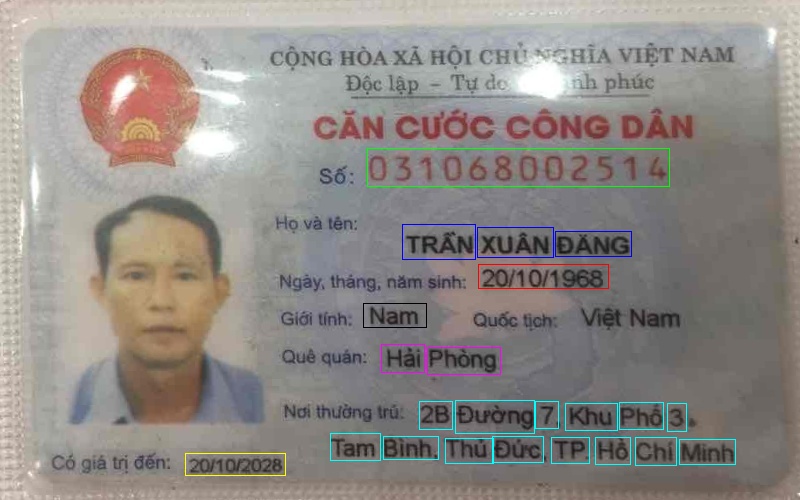 CỘNG HÒA XÃ HỘI CHỦ NGHĨA VIỆT NAM
Độc lập – Tự do phúc
CĂN CƯỚC CÔNG DÂN
Số: 031068002514
Họ và tên:
TRẦN XUÂN ĐĂNG
Ngày, tháng, năm sinh: 20/10/1968
Giới tính: Nam Quốc tịch: Việt Nam
Quê quán: Hải Phòng
Nơi thường trú: 2B Đường 7, Khu Phố 3,
Tam Bình, Thủ Đức, TP. Hồ Chí Minh
Có giá trị đến: 20/10/2028